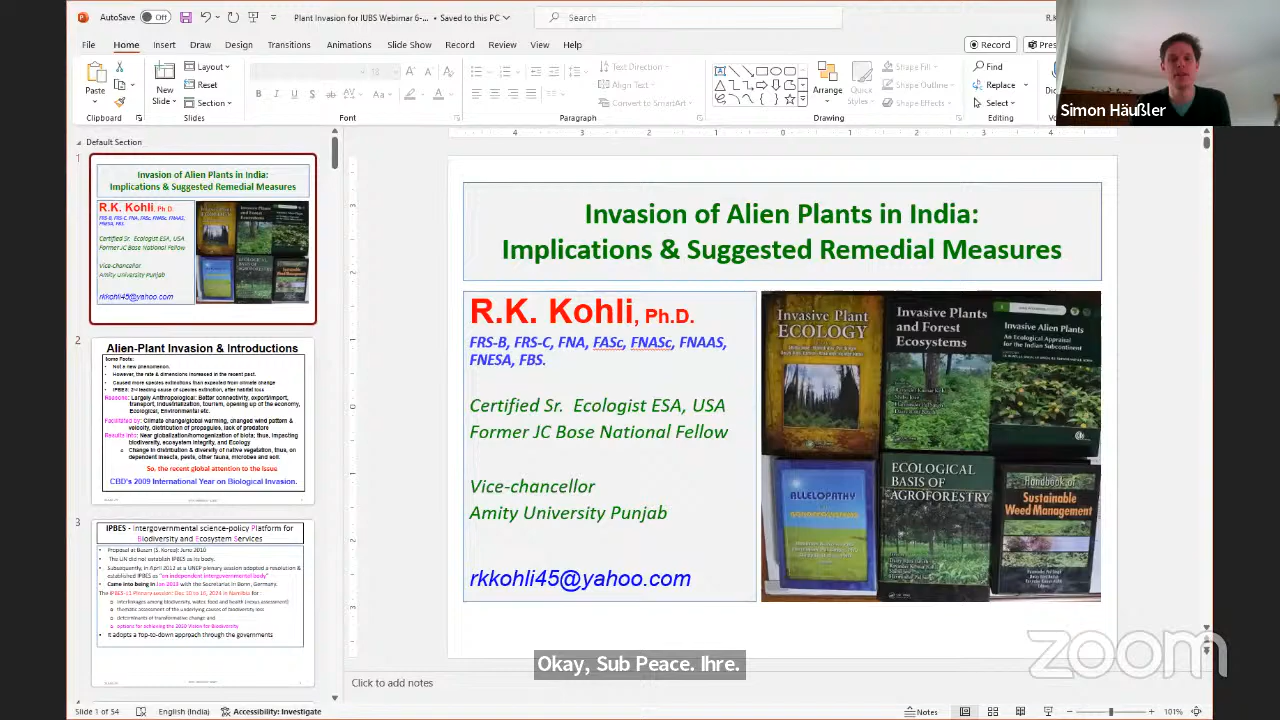 AutoSave Off Plant Invasion for IUBS Webimar 6-... • Saved to this PC Search R.K
File Home Insert Draw Design Transitions Animations Slide Show Record Review View Help Record
Paste New Slide Layout Reset Section Text Direction Align Text Convert to SmartArt Arrange Quick Styles Shape Fill Shape Outline Shape Effects Find Replace Select
Clipboard Slides Font Paragraph Drawing Editing
Simon Häußler
Default Section
1
Invasion of Alien Plants in India:
Implications & Suggested Remedial Measures
R.K. Kohli, Ph.D.
FRS-B, FRS-C, FNA, FASc, FNASc, FNAAS,
FNESA, FBS.
Certified Sr. Ecologist ESA, USA
Former JC Bose National Fellow
Vice-chancellor
Amity University Punjab
rkkohli45@yahoo.com
2
Alien-Plant Invasion & Introductions
Some Facts:
Not a new phenomenon.
However, the rate & dimensions increased in the recent past.
Caused more species extinctions than expected from climate change
IPBES: 2nd leading cause of species extinction, after habitat loss
Reasons: Largely Anthropological: Better connectivity, export/import,
transport, Industrialization, tourism, opening up of the economy,
Ecological, Environmental etc.
Facilitated by: Climate change/global warming, changed wind pattern &
velocity, distribution of propagules, lack of predators
Results into: Near globalization/homogenization of biota; thus, impacting
biodiversity, ecosystem integrity, and Ecology
Change in distribution & diversity of native vegetation, thus, on
dependent insects, pests, other fauna, microbes and soil.
So, the recent global attention to the Issue
CBD's 2009 International Year on Biological Invasion.
3
IPBES - Intergovernmental science-policy Platform for
Biodiversity and Ecosystem Services
Proposal at Busan (S. Korea): June 2010
The UN did not establish IPBES as its body.
Subsequently, in April 2012 at a UNEP plenary session adopted a resolution &
established IPBES as "an independent intergovernmental body"
Came into being in Jan 2013 with the Secretariat in Bonn, Germany.
The IPBES-11 Plenary session: Dec 10 to 16, 2024 in Namibia for :
interlinkages among biodiversity, water, food and health (nexus assessment)
thematic assessment of the underlying causes of biodiversity loss
determinants of transformative change and
options for achieving the 2050 Vision for Biodiversity
It adopts a Top-to-down approach through the governments
Invasion of Alien Plants in India:
Implications & Suggested Remedial Measures
R.K. Kohli, Ph.D.
FRS-B, FRS-C, FNA, FASc, FNASc, FNAAS,
FNESA, FBS.
Certified Sr. Ecologist ESA, USA
Former JC Bose National Fellow
Vice-chancellor
Amity University Punjab
rkkohli45@yahoo.com
Invasive Plant
ECOLOGY
Invasive Plants
and Forest
Ecosystems
Invasive Alien Plants
An Ecological Appraisal
for the Indian Subcontinent
ALLELOPATHY
ECOLOGICAL
BASIS OF
AGROFORESTRY
Handbook of
Sustainable
Weed Management
zoom
Okay, Sub Peace. Ihre.
Click to add notes
Slide 1 of 54 English (India) Accessibility: Investigate Notes 101%